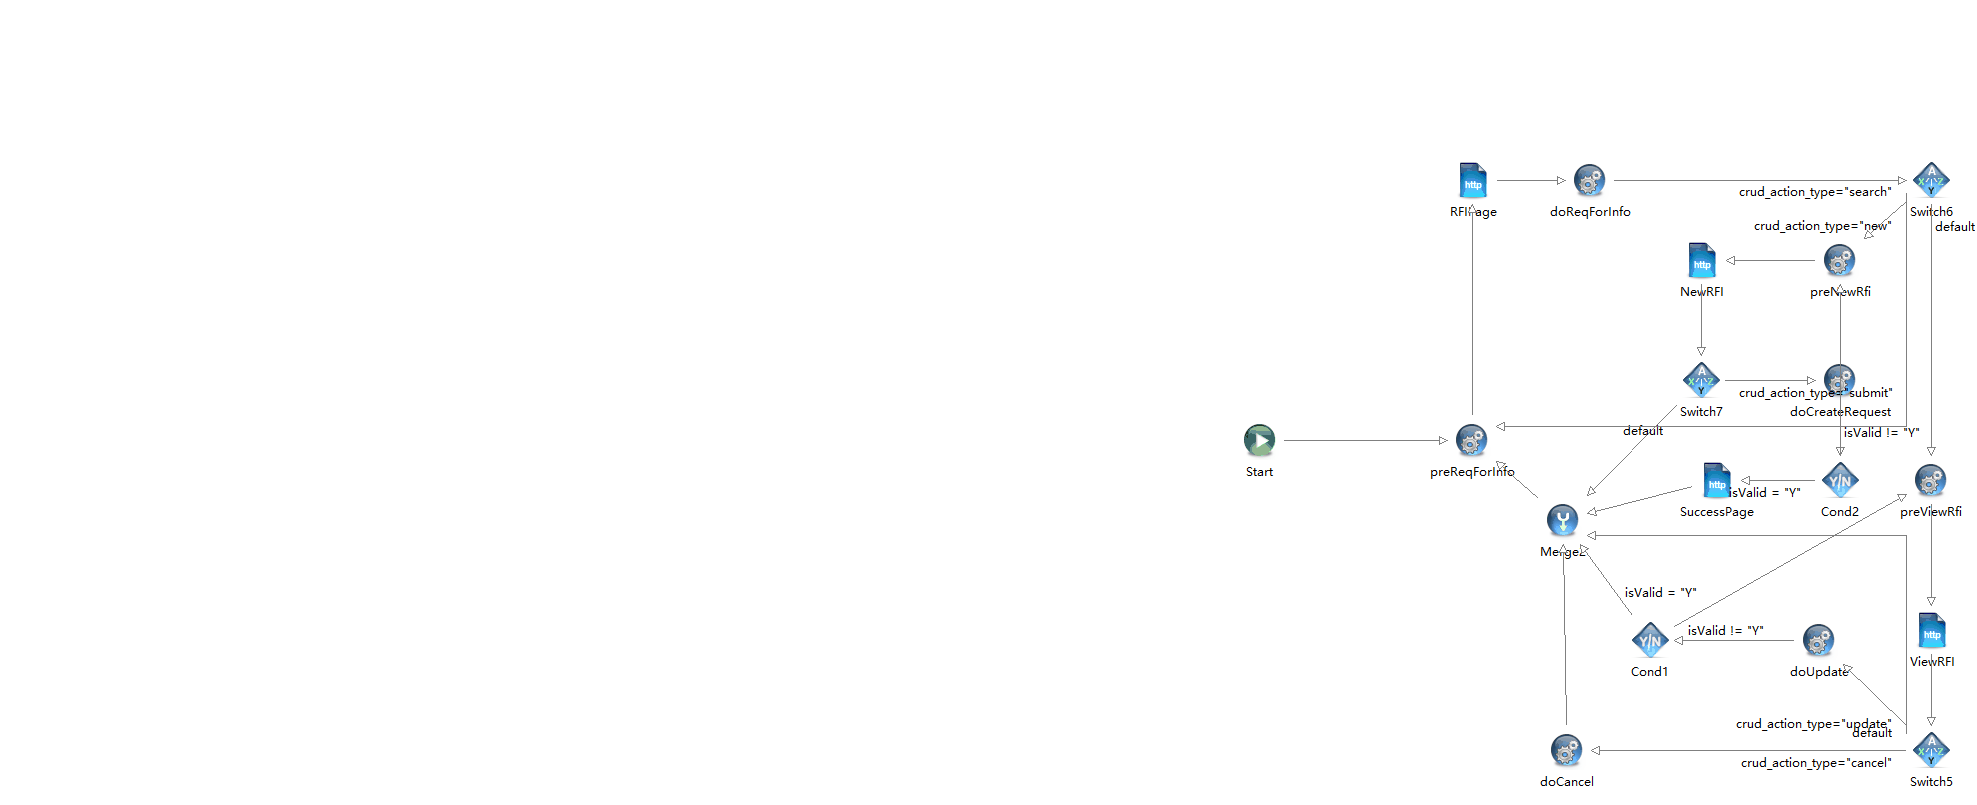 http
RFIPage
doReqForInfo
crud_action_type="search"
A
X Z
Y
Switch6
crud_action_type="new"
default
http
NewRFI
preNewRfi
A
X Z
Y
Switch7
crud_action_type="submit"
doCreateRequest
default
isValid != "Y"
Start
preReqForInfo
http
SuccessPage
isValid = "Y"
Y/N
Cond2
preViewRfi
Y
isValid = "Y"
Y/N
Cond1
isValid != "Y"
doUpdate
http
ViewRFI
crud_action_type="update"
default
doCancel
crud_action_type="cancel"
A
X Z
Y
Switch5